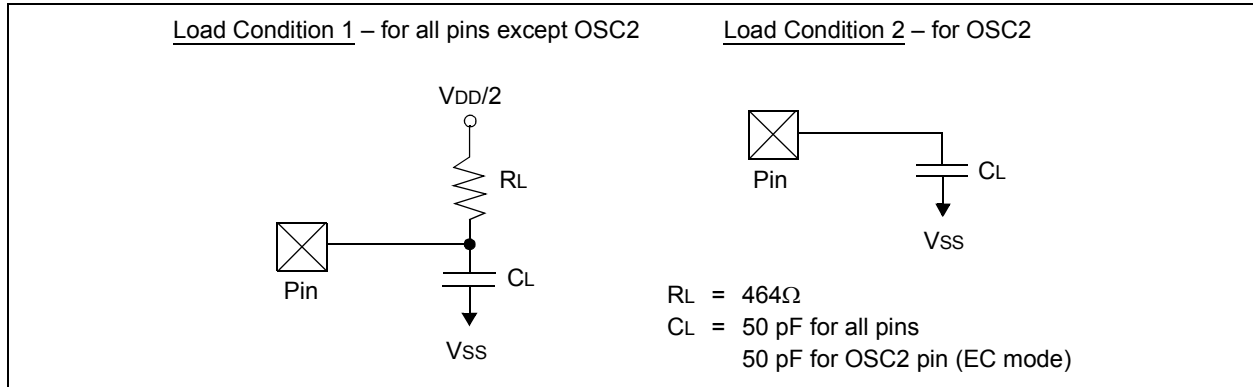 Load Condition 1 – for all pins except OSC2
VDD/2
RL
Pin
CL
VSS
Load Condition 2 – for OSC2
Pin
CL
VSS
RL = 464Ω
CL = 50 pF for all pins
50 pF for OSC2 pin (EC mode)